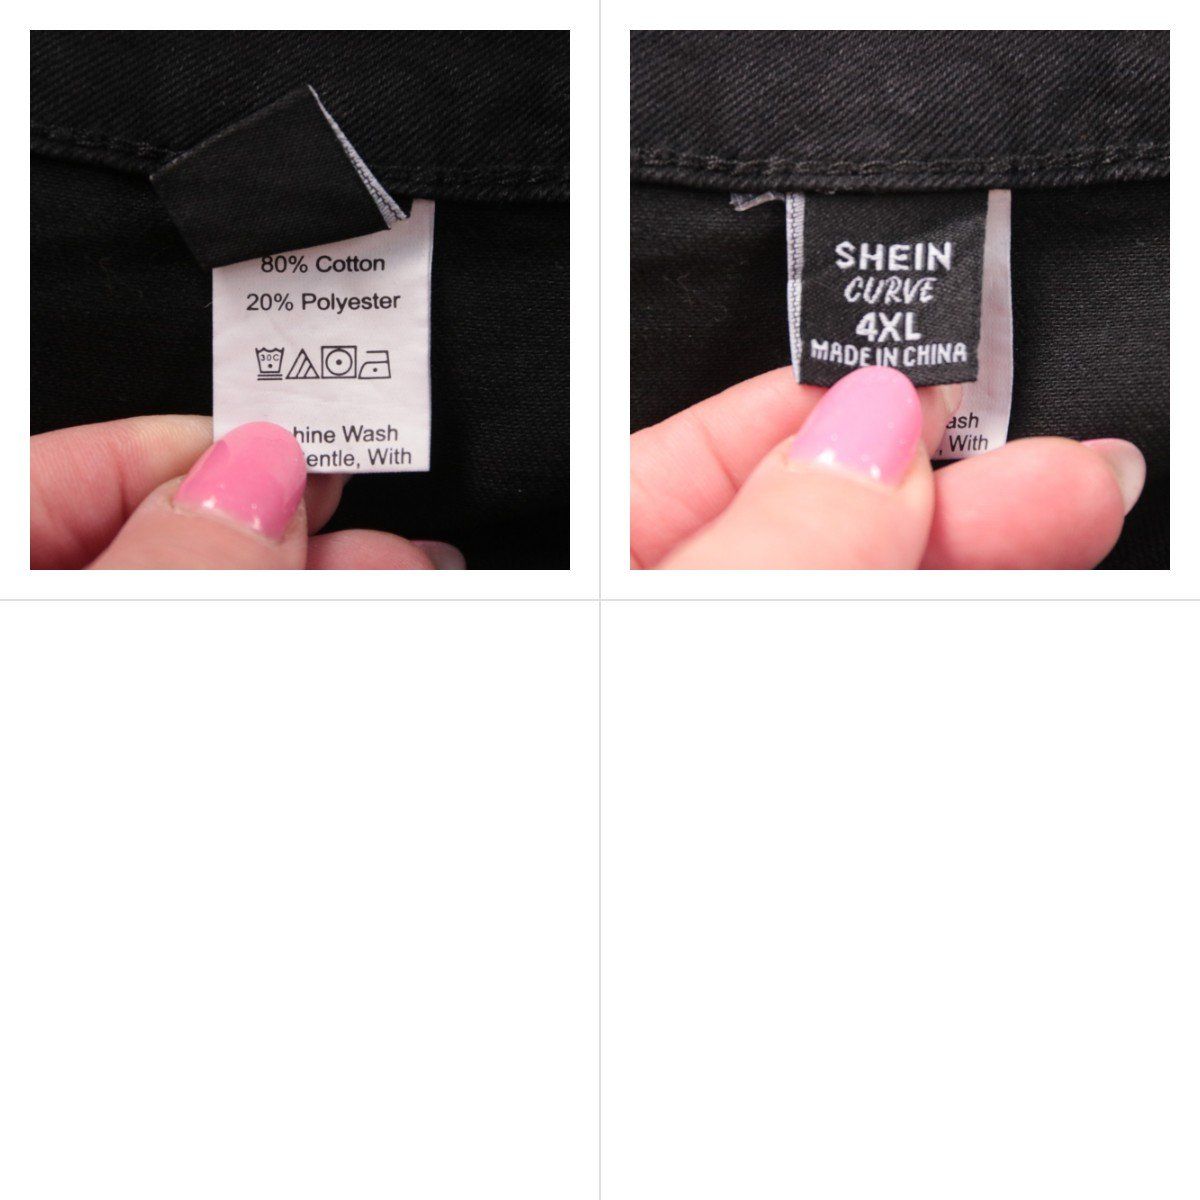 80% Cotton
20% Polyester
30C
hine Wash
entle, With
SHEIN
CURVE
4XL
MADE IN CHINA
ash
, With